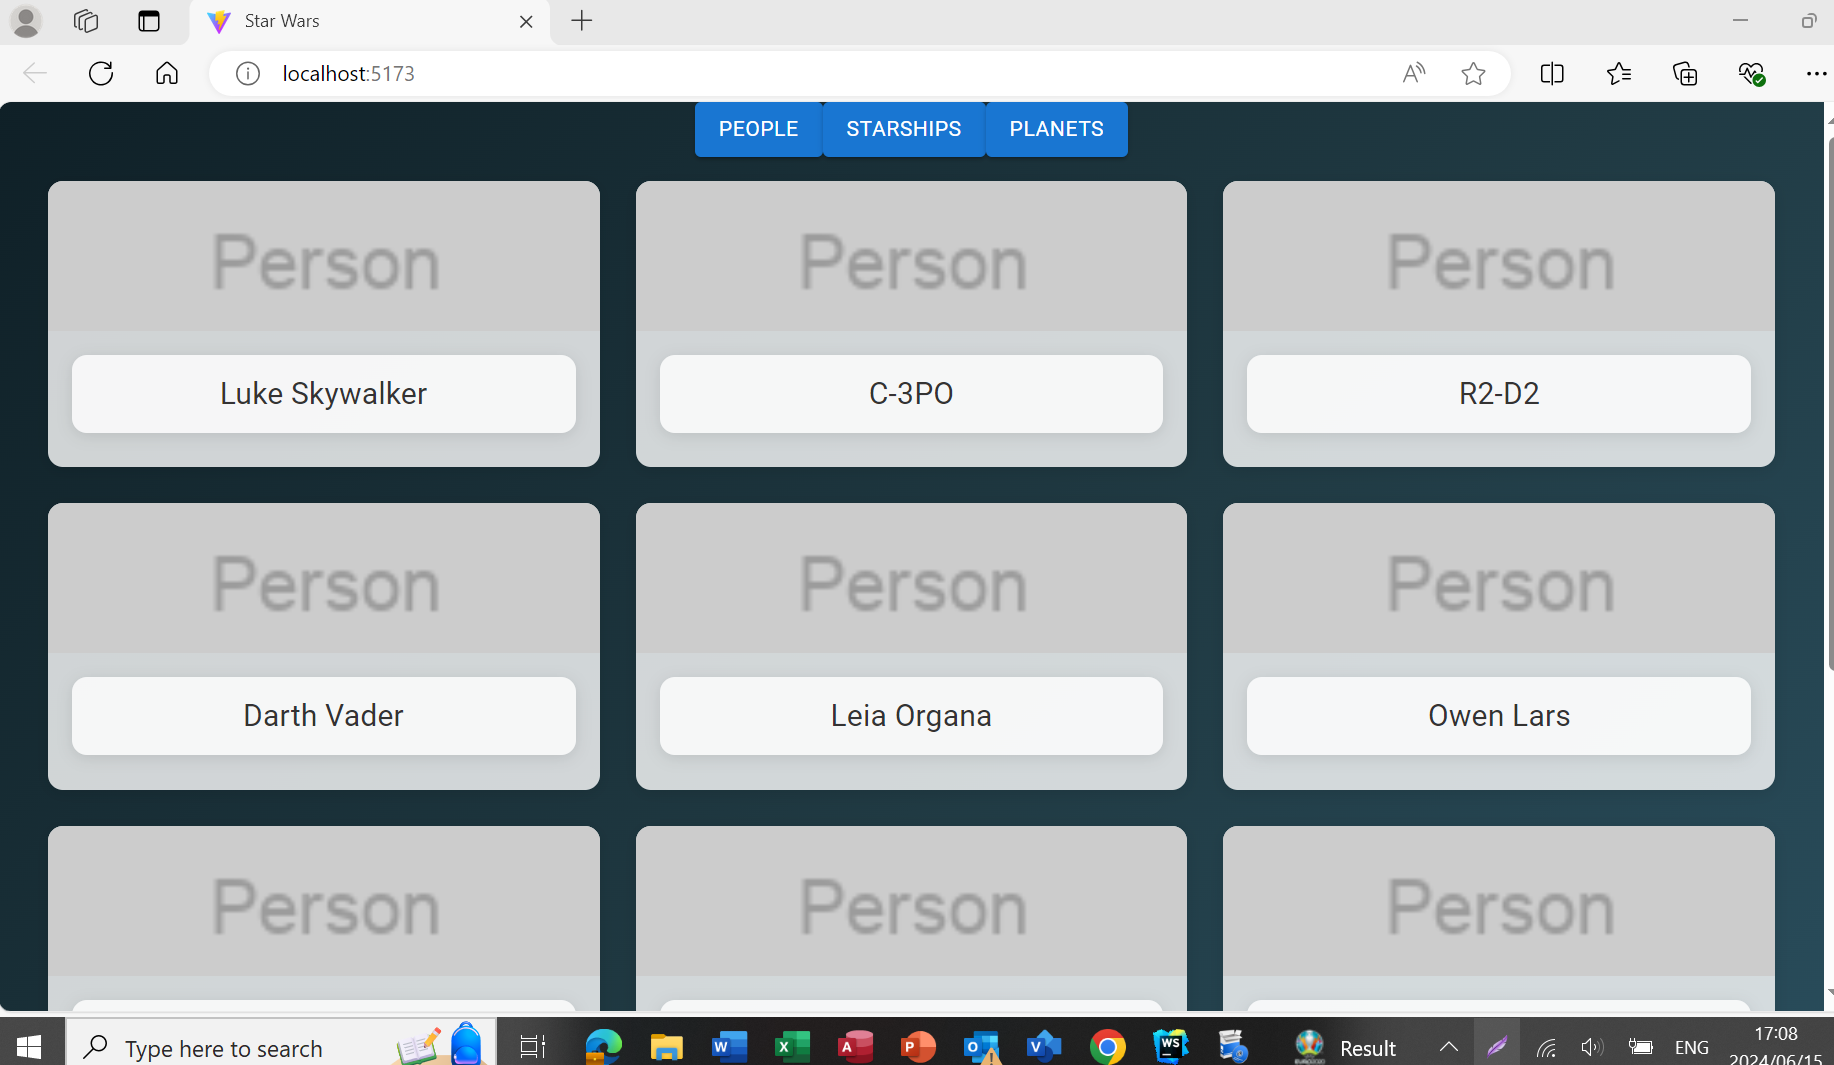 Star Wars
localhost:5173
PEOPLE STARSHIPS PLANETS
Person Person Person
Luke Skywalker C-3PO R2-D2
Person Person Person
Darth Vader Leia Organa Owen Lars
Person Person Person
Type here to search
Result
ENG
17:08
2024/06/15